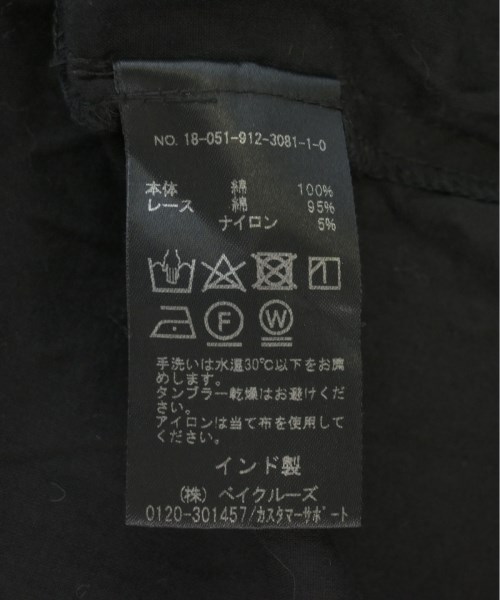 NO. 18-051-912-3081-1-0
本体 綿 100%
レース 綿 95%
ナイロン 5%
F W
手洗いは水温30℃以下をお薦
めします。
タンブラー乾燥はお避けくだ
さい。
アイロンは当て布を使用して
ください。
インド製
(株) ベイクルーズ
0120-301457/カスタマーサポート